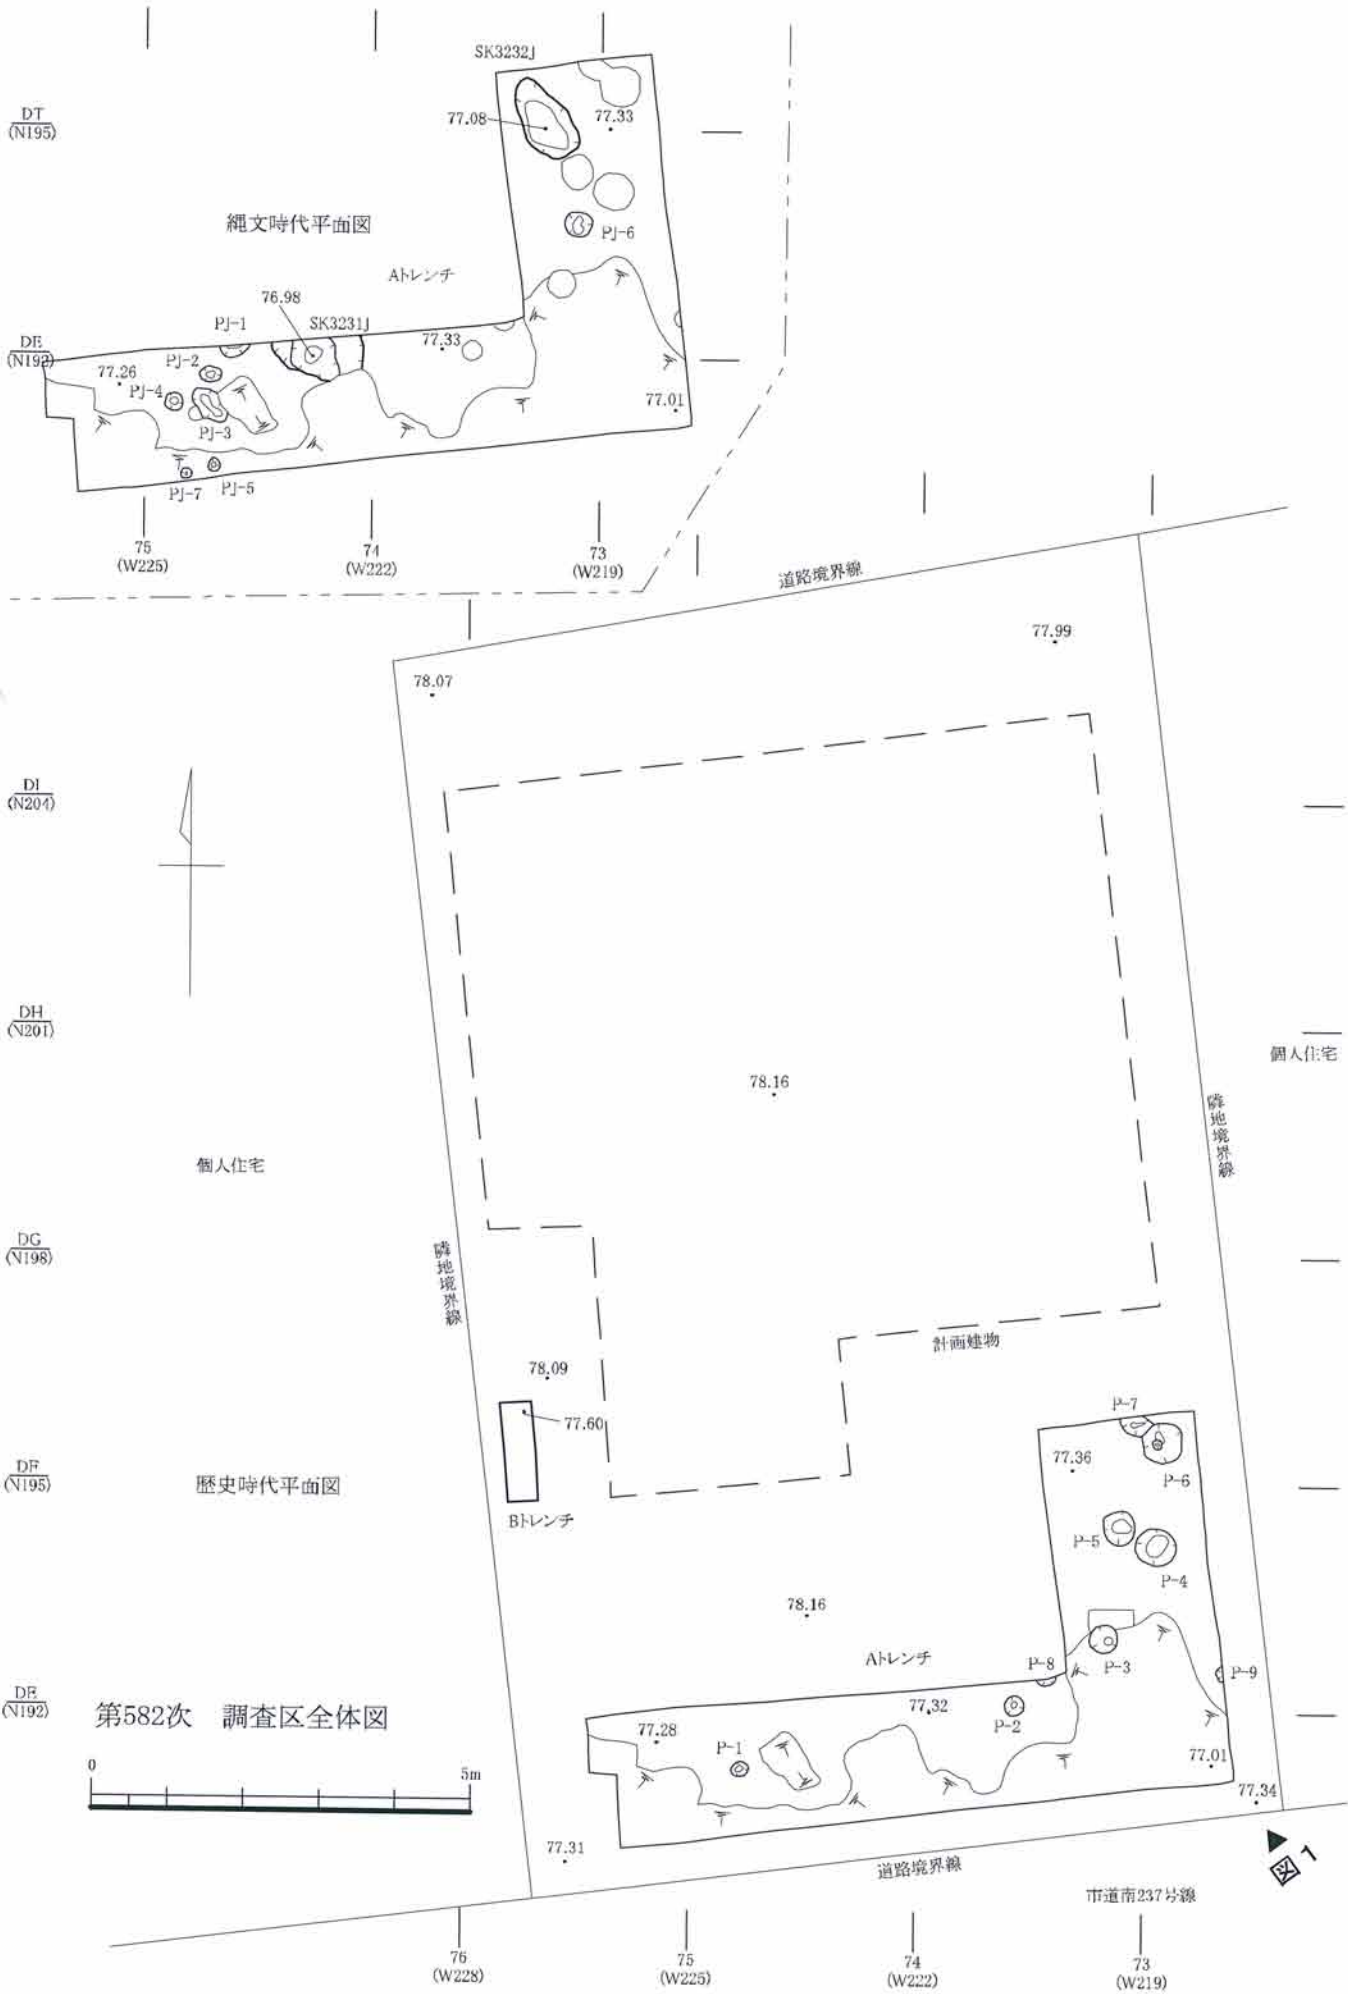 SK3232J
DT
(N195)
77.08
77.33
縄文時代平面図
PJ-6
Aトレンチ
76.98
PJ-1
SK3231J
DE
(N192)
77.33
PJ-2
77.26
PJ-4
PJ-3
77.01
PJ-7
PJ-5
75
(W225)
74
(W222)
73
(W219)
道路境界線
77.99
78.07
DI
(N204)
DH
(N201)
個人住宅
78.16
隣地境界線
個人住宅
DG
(N198)
隣地境界線
計画建物
78.09
77.60
P-7
77.36
DF
(N195)
歴史時代平面図
P-6
Bトレンチ
P-5
P-4
78.16
Aトレンチ
P-8
P-3
P-9
DE
(N192)
第582次 調査区全体図
77.28
77.32
P-2
P-1
77.01
0
5m
77.34
77.31
道路境界線
図 1
市道南237号線
76
(W228)
75
(W225)
74
(W222)
73
(W219)